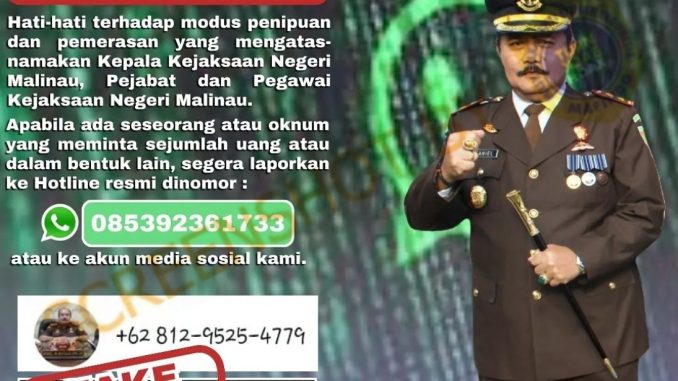 Hati-hati terhadap modus penipuan
dan pemerasan yang mengatas-
namakan Kepala Kejaksaan Negeri
Malinau, Pejabat dan Pegawai
Kejaksaan Negeri Malinau.
Apabila ada seseorang atau oknum
yang meminta sejumlah uang atau
dalam bentuk lain, segera laporkan
ke Hotline resmi dinomor :
085392361733
atau ke akun media sosial kami.
+62 812-9525-4779
FAKE
SCREENSHOT